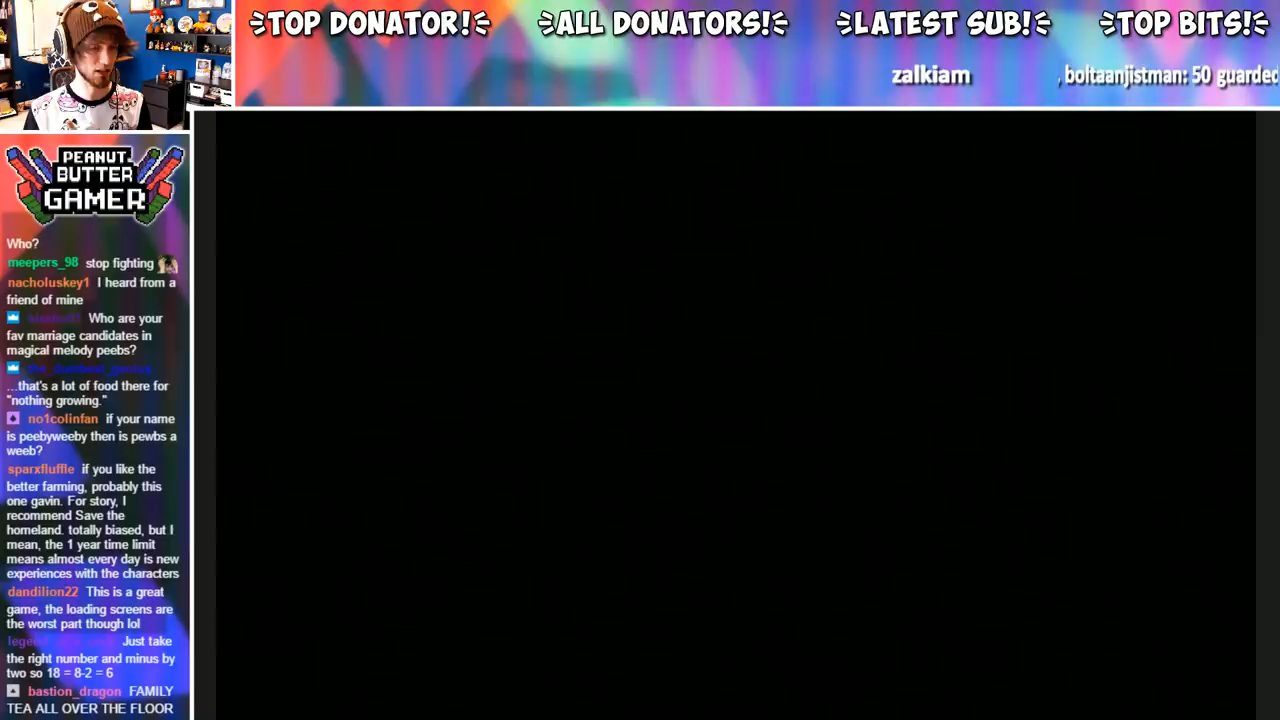 TOP DONATOR!
ALL DONATORS!
LATEST SUB!
TOP BITS!
zalkiam
, boltaanjistman: 50 guarded
PEANUT
BUTTER
GAMER
Who?
meepers_98 stop fighting
nacholuskey1 I heard from a
friend of mine
Who are your
fav marriage candidates in
magical melody peebs?
...that's a lot of food there for
"nothing growing."
no1colinfan if your name
is peebyweeby then is pewbs a
weeb?
sparxfluffle if you like the
better farming, probably this
one gavin. For story, I
recommend Save the
homeland. totally biased, but I
mean, the 1 year time limit
means almost every day is new
experiences with the characters
dandilion22 This is a great
game, the loading screens are
the worst part though lol
Just take
the right number and minus by
two so 18 = 8-2 = 6
bastion_dragon FAMILY
TEA ALL OVER THE FLOOR